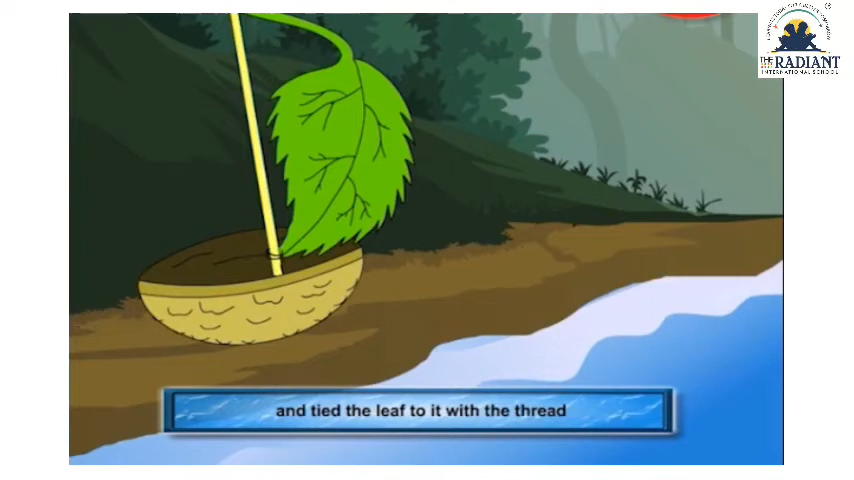 THE RADIANT
INTERNATIONAL SCHOOL
and tied the leaf to it with the thread